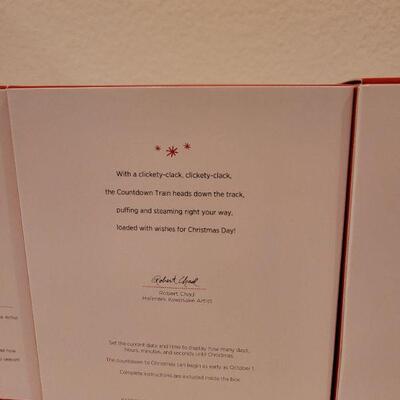 With a clickety-clack, clickety-clack,
the Countdown Train heads down the track,
puffing and steaming right your way,
loaded with wishes for Christmas Day!
Robert Chad
Robert Chad
Hallmark Keepsake Artist
Set the current date and time to display how many days,
hours, minutes, and seconds until Christmas.
The countdown to Christmas can begin as early as October 1.
Complete instructions are included inside the box.